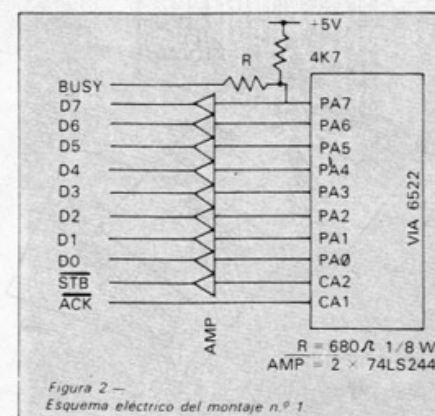 +5V
4K7
R
BUSY
D7
D6
D5
D4
D3
D2
D1
D0
STB
ACK
PA7
PA6
PA5
PA4
PA3
PA2
PA1
PAØ
CA2
CA1
AMP
VIA 6522
R = 680Ω 1/8 W
AMP = 2 × 74LS244
Figura 2.—
Esquema eléctrico del montaje n.º 1